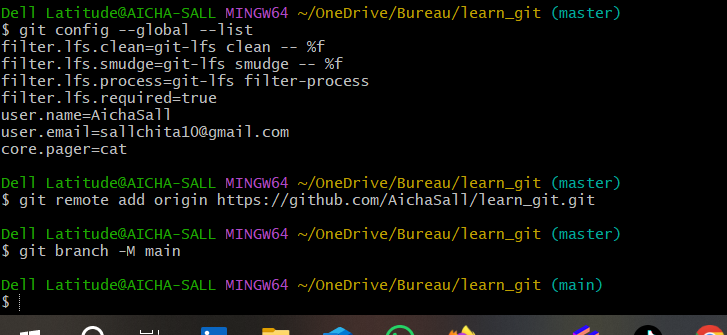 Dell Latitude@AICHA-SALL MINGW64 ~/OneDrive/Bureau/learn_git (master)
$ git config --global --list
filter.lfs.clean=git-lfs clean -- %f
filter.lfs.smudge=git-lfs smudge -- %f
filter.lfs.process=git-lfs filter-process
filter.lfs.required=true
user.name=AichaSall
user.email=sallchita10@gmail.com
core.pager=cat
Dell Latitude@AICHA-SALL MINGW64 ~/OneDrive/Bureau/learn_git (master)
$ git remote add origin https://github.com/AichaSall/learn_git.git
Dell Latitude@AICHA-SALL MINGW64 ~/OneDrive/Bureau/learn_git (master)
$ git branch -M main
Dell Latitude@AICHA-SALL MINGW64 ~/OneDrive/Bureau/learn_git (main)
$